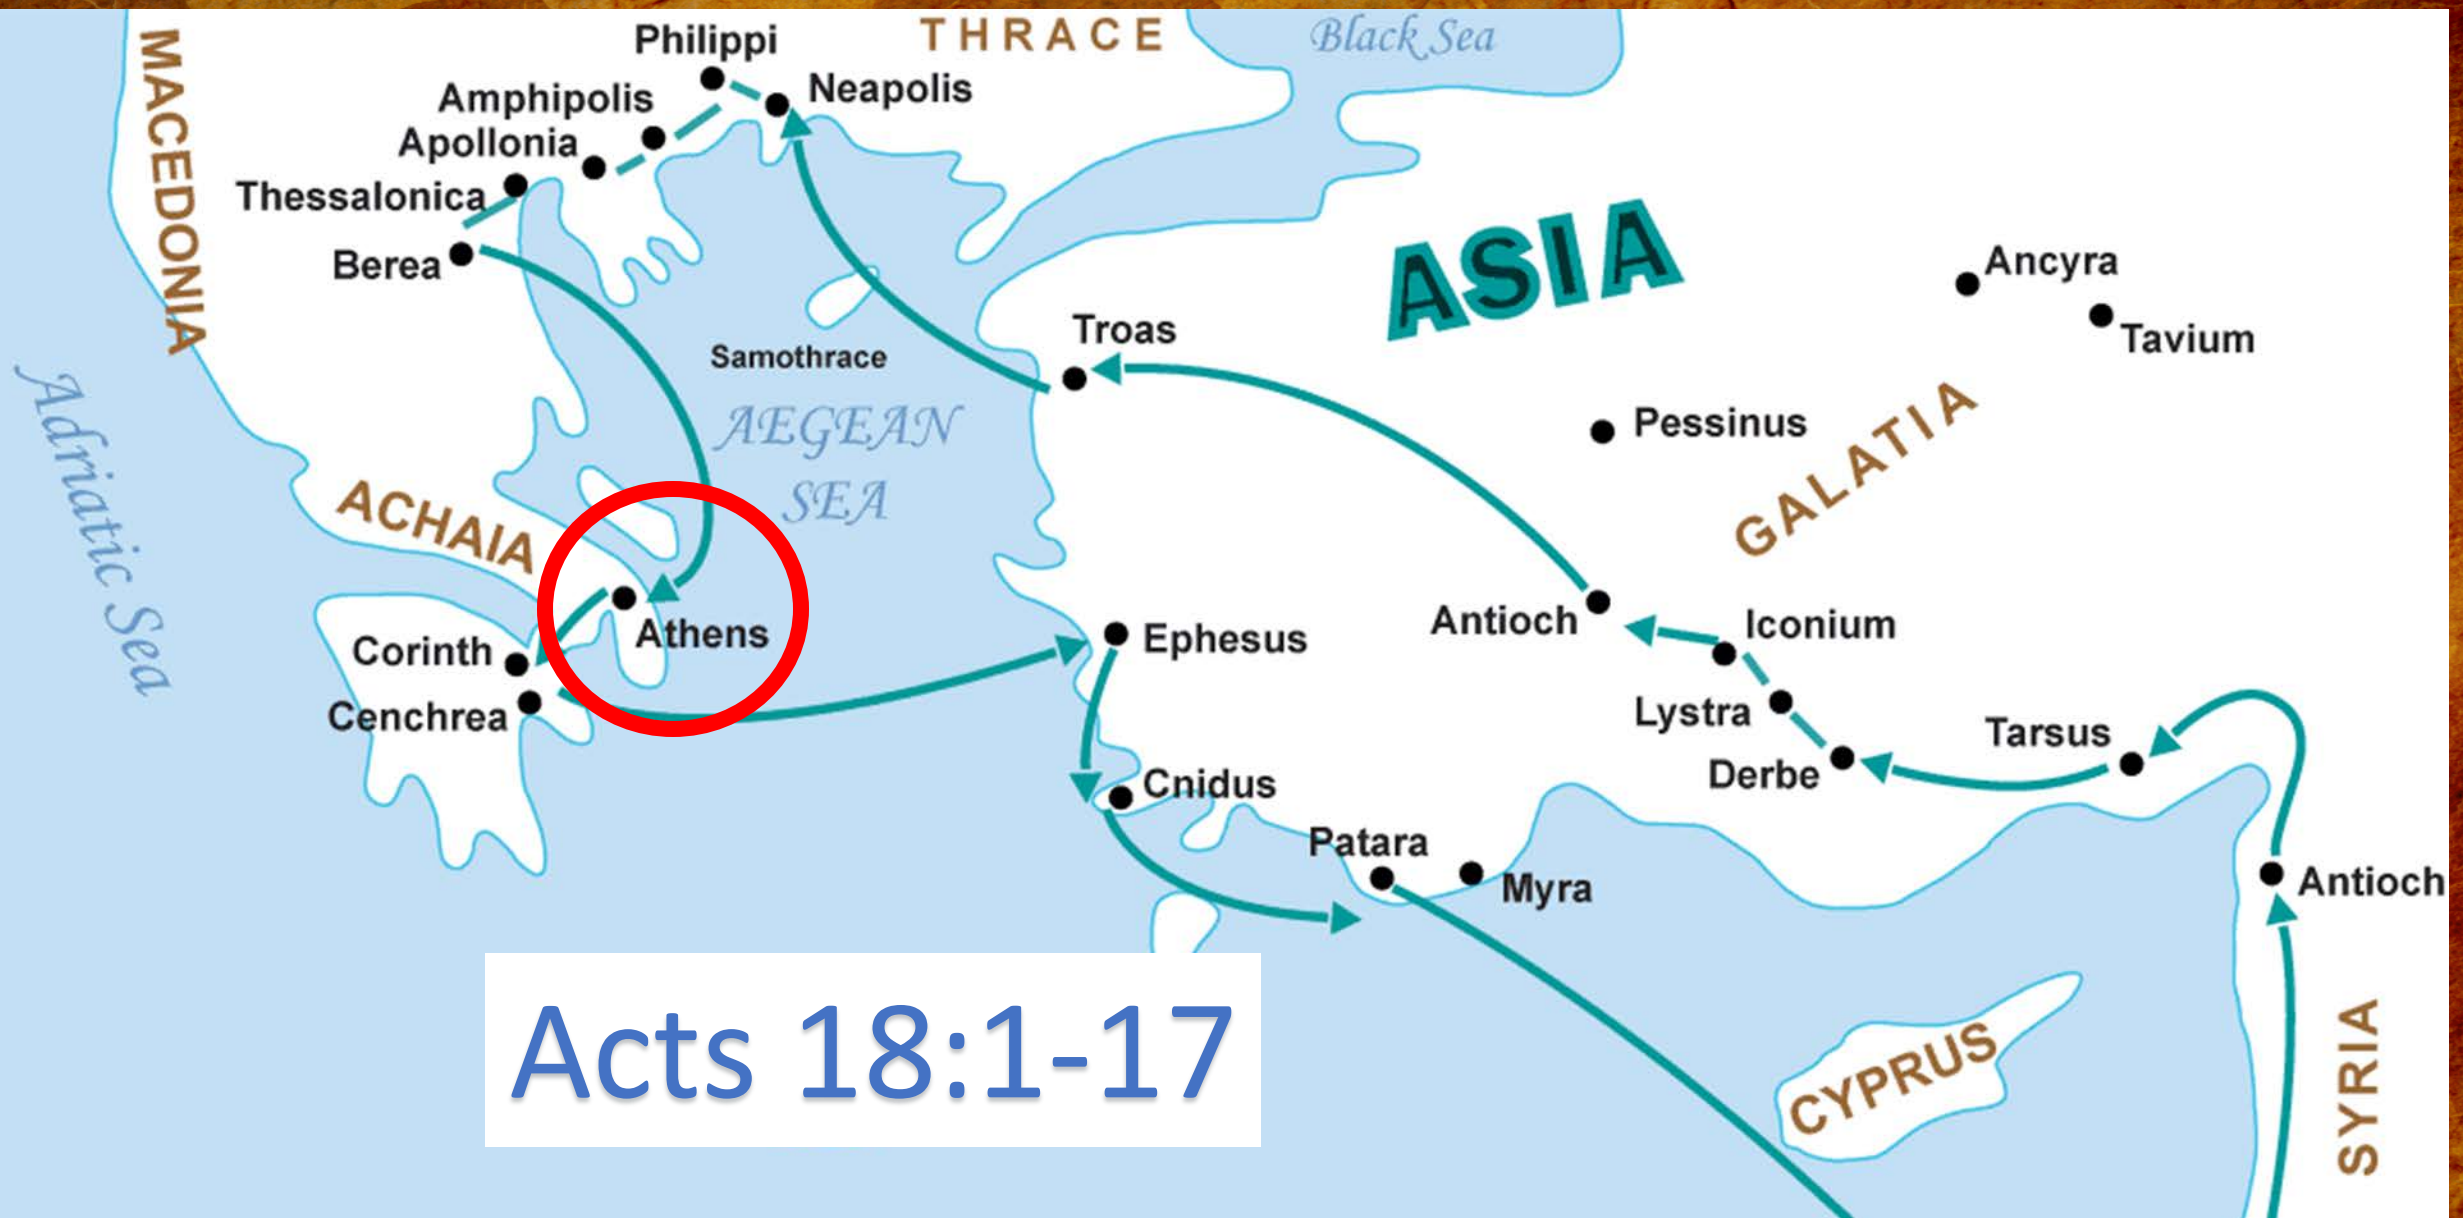 Philippi
THRACE
Black Sea
MACEDONIA
Amphipolis
Neapolis
Apollonia
Thessalonica
Berea
ASIA
Ancyra
Tavium
Troas
Samothrace
AEGEAN
SEA
Adriatic Sea
Pessinus
GALATIA
ACHAIA
Athens
Corinth
Cenchrea
Ephesus
Antioch
Iconium
Lystra
Derbe
Tarsus
Cnidus
Patara
Myra
Antioch
Acts 18:1-17
CYPRUS
SYRIA